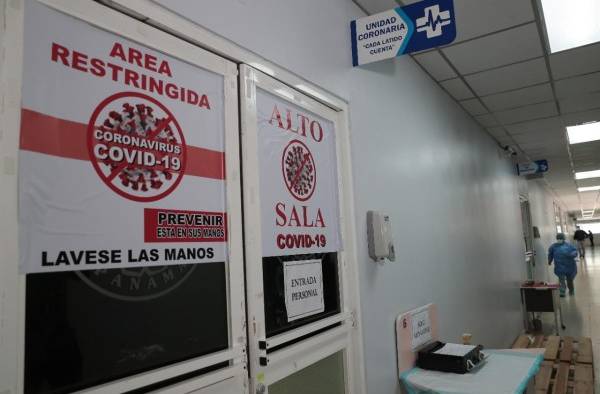 AREA
RESTRINGIDA
CORONAVIRUS
COVID-19
PREVENIR
ESTA EN SUS MANOS
LAVESE LAS MANOS
PANAMA
ALTO
SALA
COVID-19
ENTRADA
PERSONAL
UNIDAD
CORONARIA
"CADA LATIDO
CUENTA"